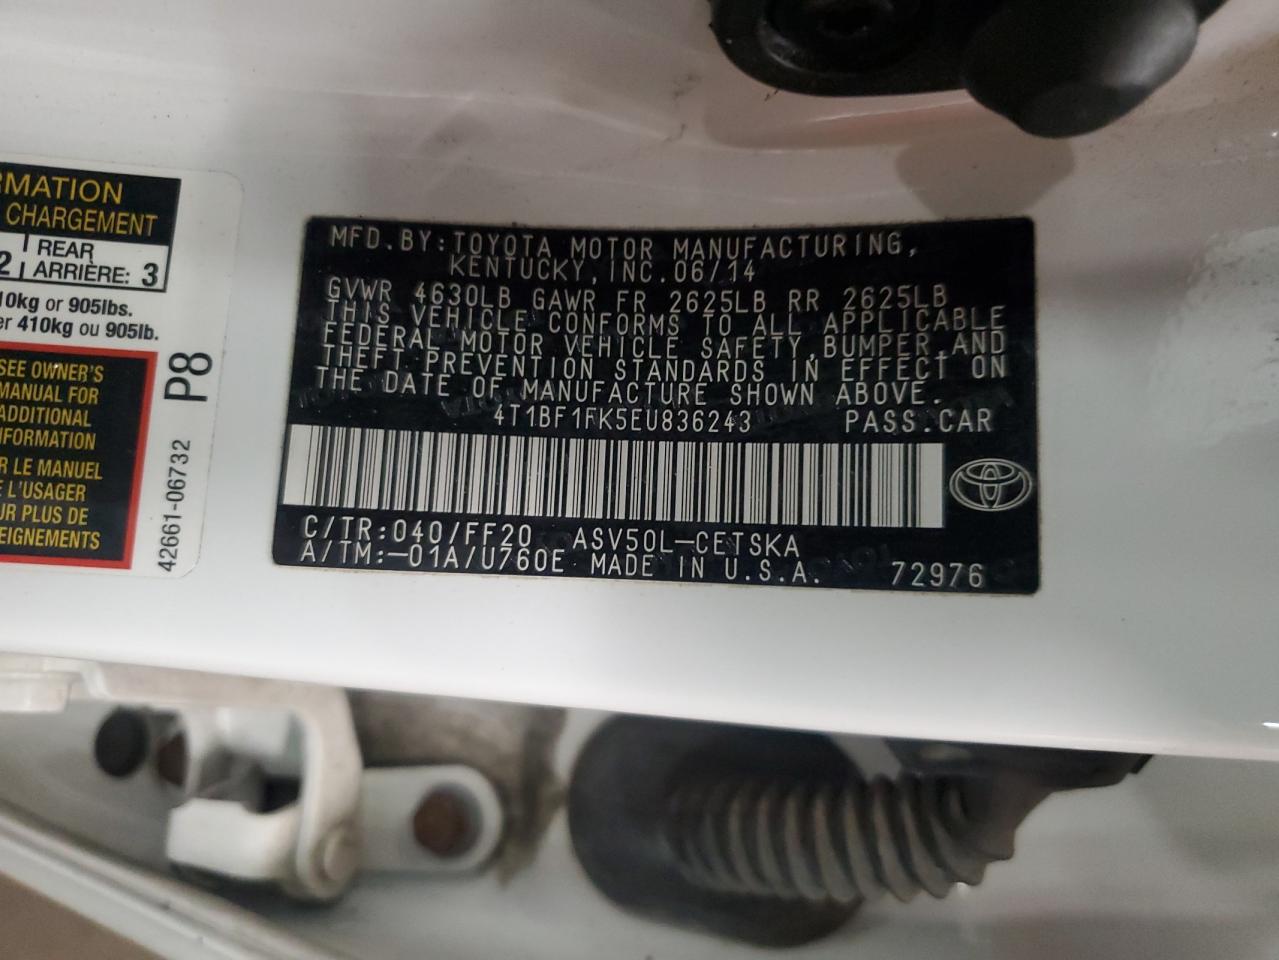 RMATION
CHARGEMENT
2 REAR
ARRIÈRE: 3
10kg or 905lbs.
er 410kg ou 905lb.
SEE OWNER'S
MANUAL FOR
ADDITIONAL
INFORMATION
R LE MANUEL
L'USAGER
UR PLUS DE
EIGNEMENTS
P8
42661-06732
MFD.BY:TOYOTA MOTOR MANUFACTURING,
KENTUCKY,INC.06/14
GVWR 4630LB GAWR FR 2625LB RR 2625LB
THIS VEHICLE CONFORMS TO ALL APPLICABLE
FEDERAL MOTOR VEHICLE SAFETY,BUMPER,AND
THEFT PREVENTION STANDARDS IN EFFECT ON
THE DATE OF MANUFACTURE SHOWN ABOVE.
4T1BF1FK5EU836243 PASS.CAR
C/TR:040/FF20 ASV50L-CETSKA
A/TM:-01A/U760E MADE IN U.S.A. 72976